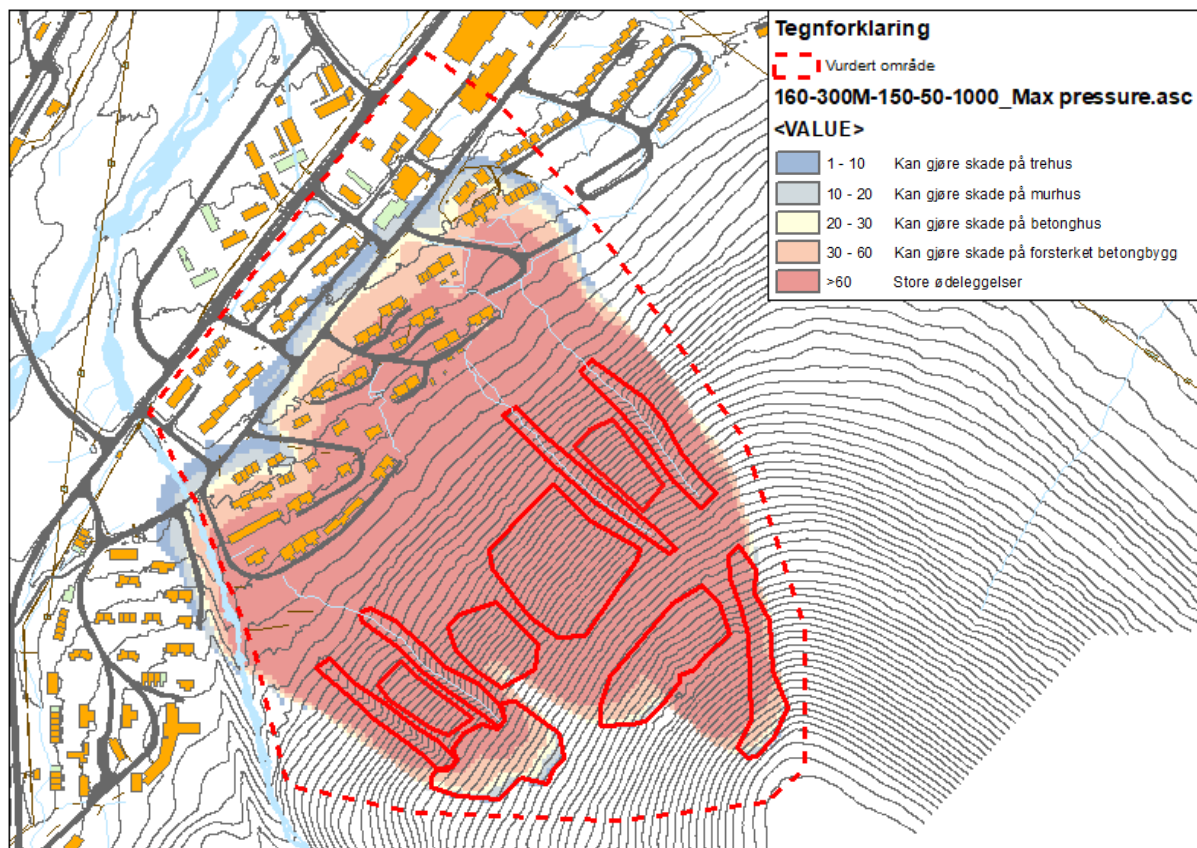 Tegnforklaring
Vurdert område
160-300M-150-50-1000_Max pressure.asc
<VALUE>
1 - 10 Kan gjøre skade på trehus
10 - 20 Kan gjøre skade på murhus
20 - 30 Kan gjøre skade på betonghus
30 - 60 Kan gjøre skade på forsterket betongbygg
>60 Store ødeleggelser